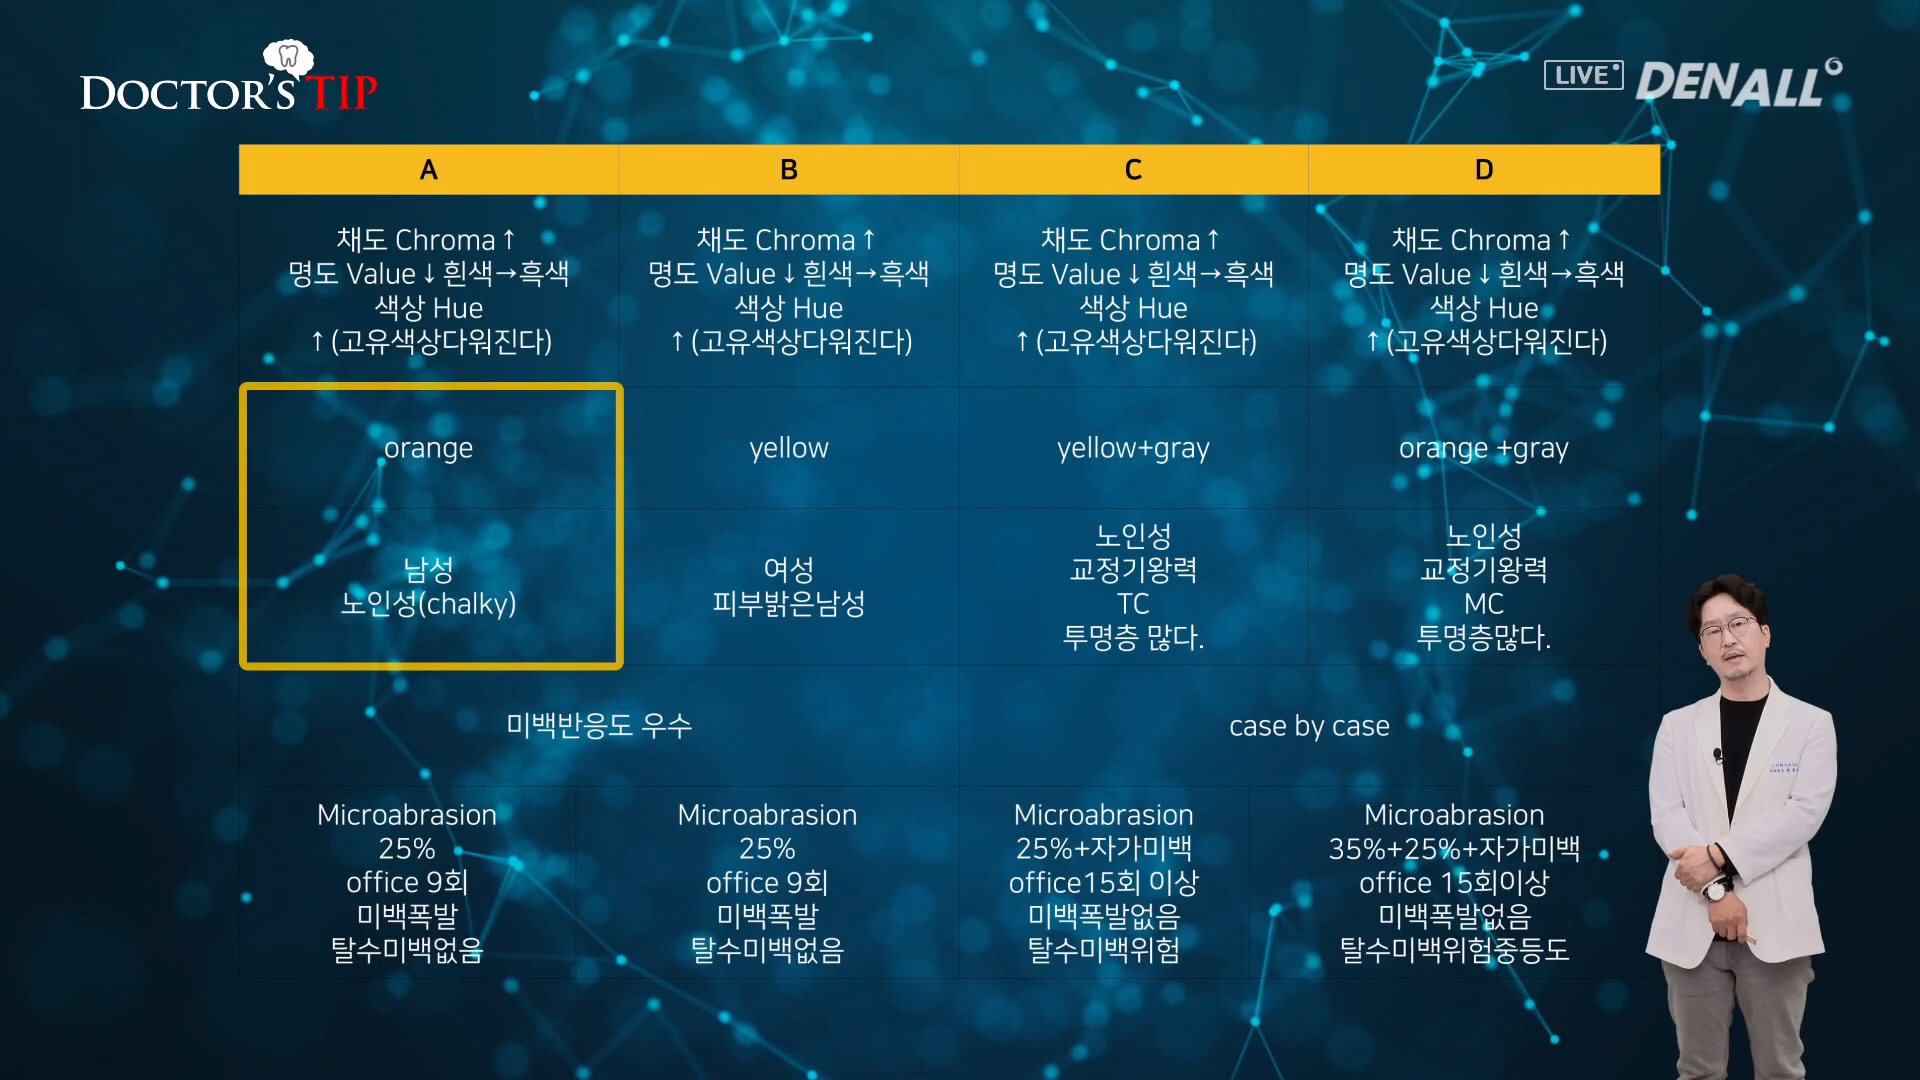 DOCTOR'S TIP
LIVE DENALL
A B C D
채도 Chroma↑
명도 Value↓흰색→흑색
색상 Hue
↑(고유색상다워진다)
채도 Chroma↑
명도 Value↓흰색→흑색
색상 Hue
↑(고유색상다워진다)
채도 Chroma↑
명도 Value↓흰색→흑색
색상 Hue
↑(고유색상다워진다)
채도 Chroma↑
명도 Value↓흰색→흑색
색상 Hue
↑(고유색상다워진다)
orange
yellow
yellow+gray
orange +gray
남성
노인성(chalky)
여성
피부밝은남성
노인성
교정기왕력
TC
투명층 많다.
노인성
교정기왕력
MC
투명층많다.
미백반응도 우수
case by case
Microabrasion
25%
office 9회
미백폭발
탈수미백없음
Microabrasion
25%
office 9회
미백폭발
탈수미백없음
Microabrasion
25%+자가미백
office15회 이상
미백폭발없음
탈수미백위험
Microabrasion
35%+25%+자가미백
office 15회이상
미백폭발없음
탈수미백위험중등도